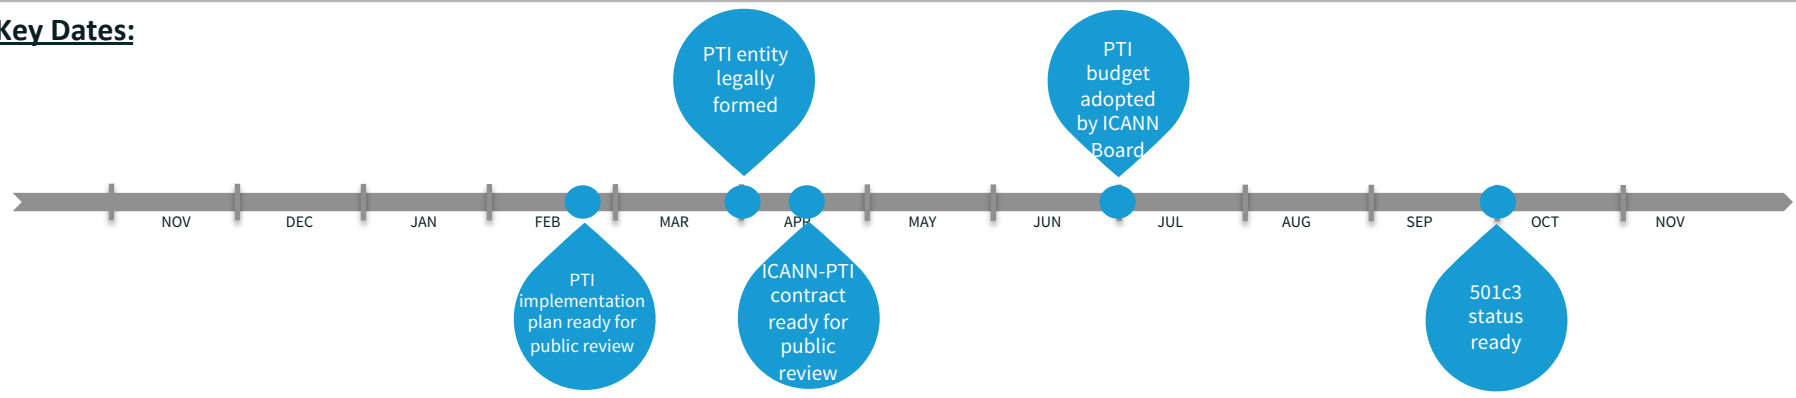 Key Dates:
PTI entity
legally
formed
PTI
budget
adopted
by ICANN
Board
NOV DEC JAN FEB MAR APR MAY JUN JUL AUG SEP OCT NOV
PTI
implementation
plan ready for
public review
ICANN-PTI
contract
ready for
public
review
501c3
status
ready